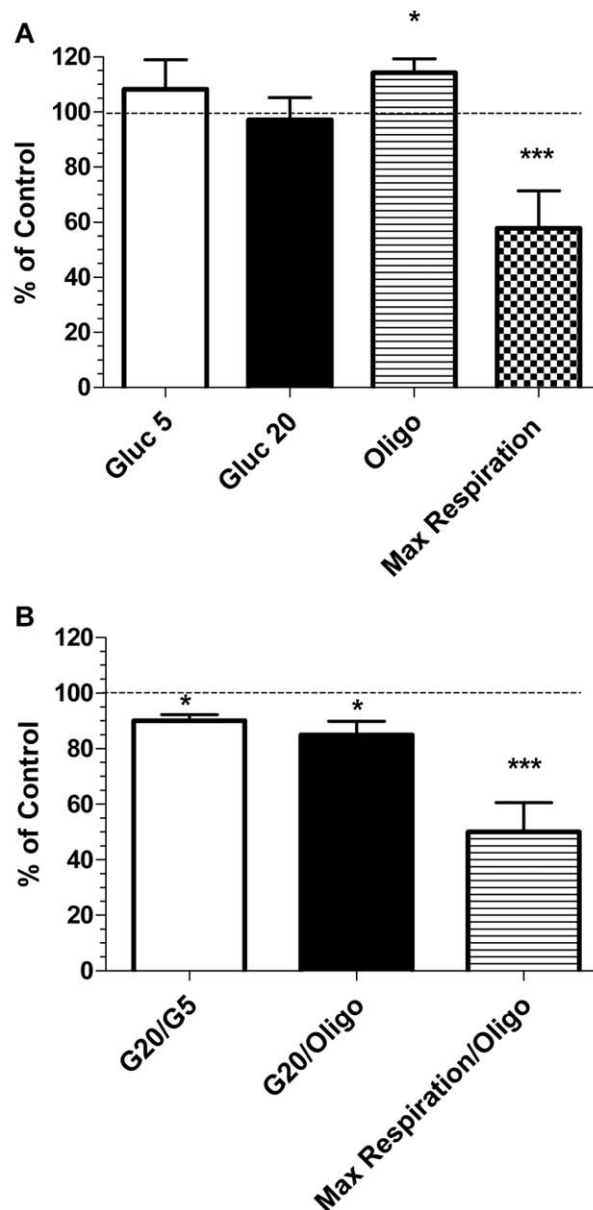 A
*
120
100
80
60
40
20
0
% of Control
***
Gluc 5
Gluc 20
Oligo
Max Respiration
B
120
100
80
60
40
20
0
% of Control
*
*
***
G20/G5
G20/Oligo
Max Respiration/Oligo